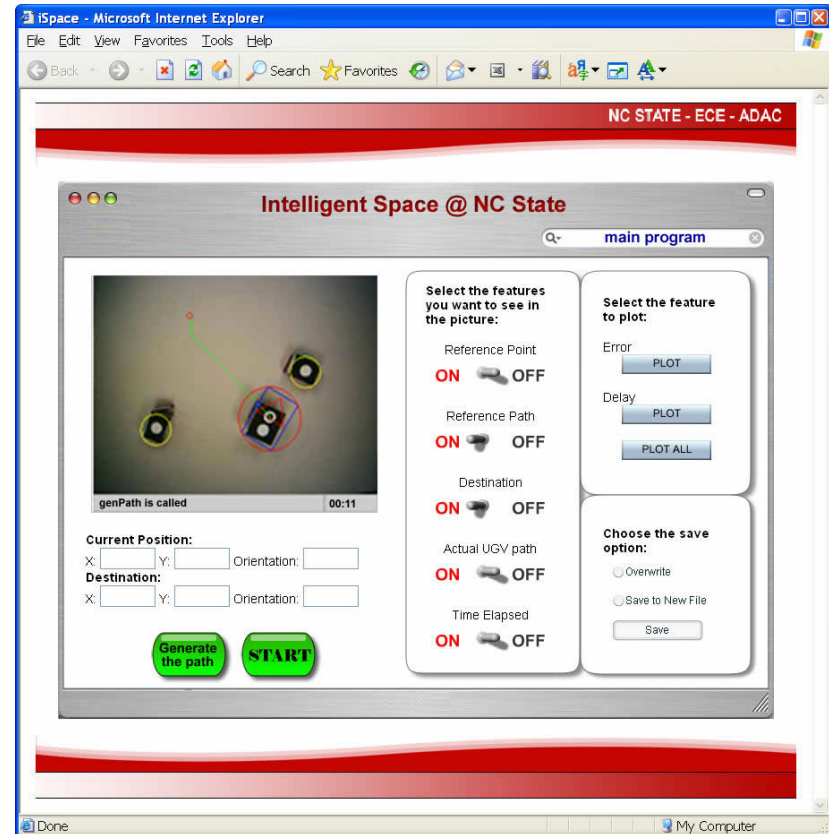 iSpace - Microsoft Internet Explorer
File Edit View Favorites Tools Help
Back Search Favorites
NC STATE - ECE - ADAC
Intelligent Space @ NC State
main program
genPath is called 00:11
Current Position:
X: Y: Orientation:
Destination:
X: Y: Orientation:
Generate
the path
START
Select the features
you want to see in
the picture:
Reference Point
ON OFF
Reference Path
ON OFF
Destination
ON OFF
Actual UGV path
ON OFF
Time Elapsed
ON OFF
Select the feature
to plot:
Error
PLOT
Delay
PLOT
PLOT ALL
Choose the save
option:
Overwrite
Save to New File
Save
Done My Computer